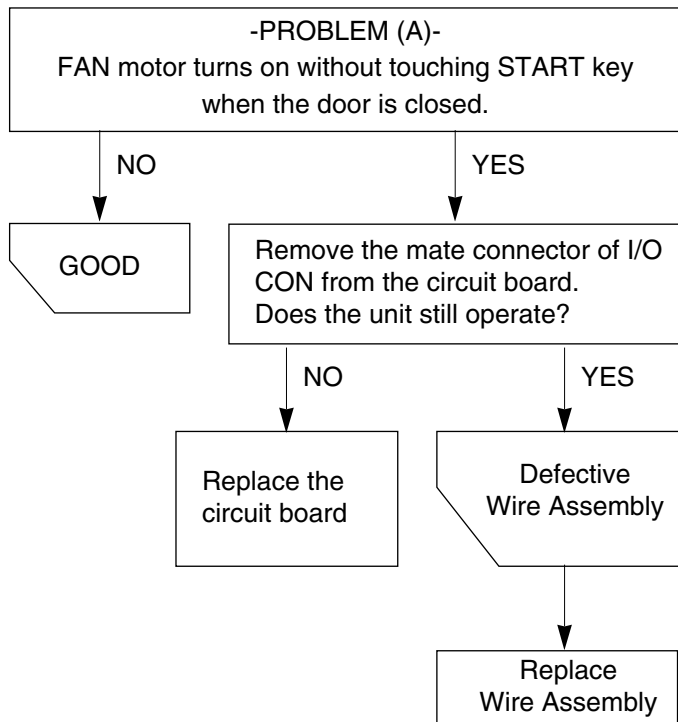 -PROBLEM (A)-
FAN motor turns on without touching START key
when the door is closed.
NO
YES
GOOD
Remove the mate connector of I/O
CON from the circuit board.
Does the unit still operate?
NO
YES
Replace the
circuit board
Defective
Wire Assembly
Replace
Wire Assembly